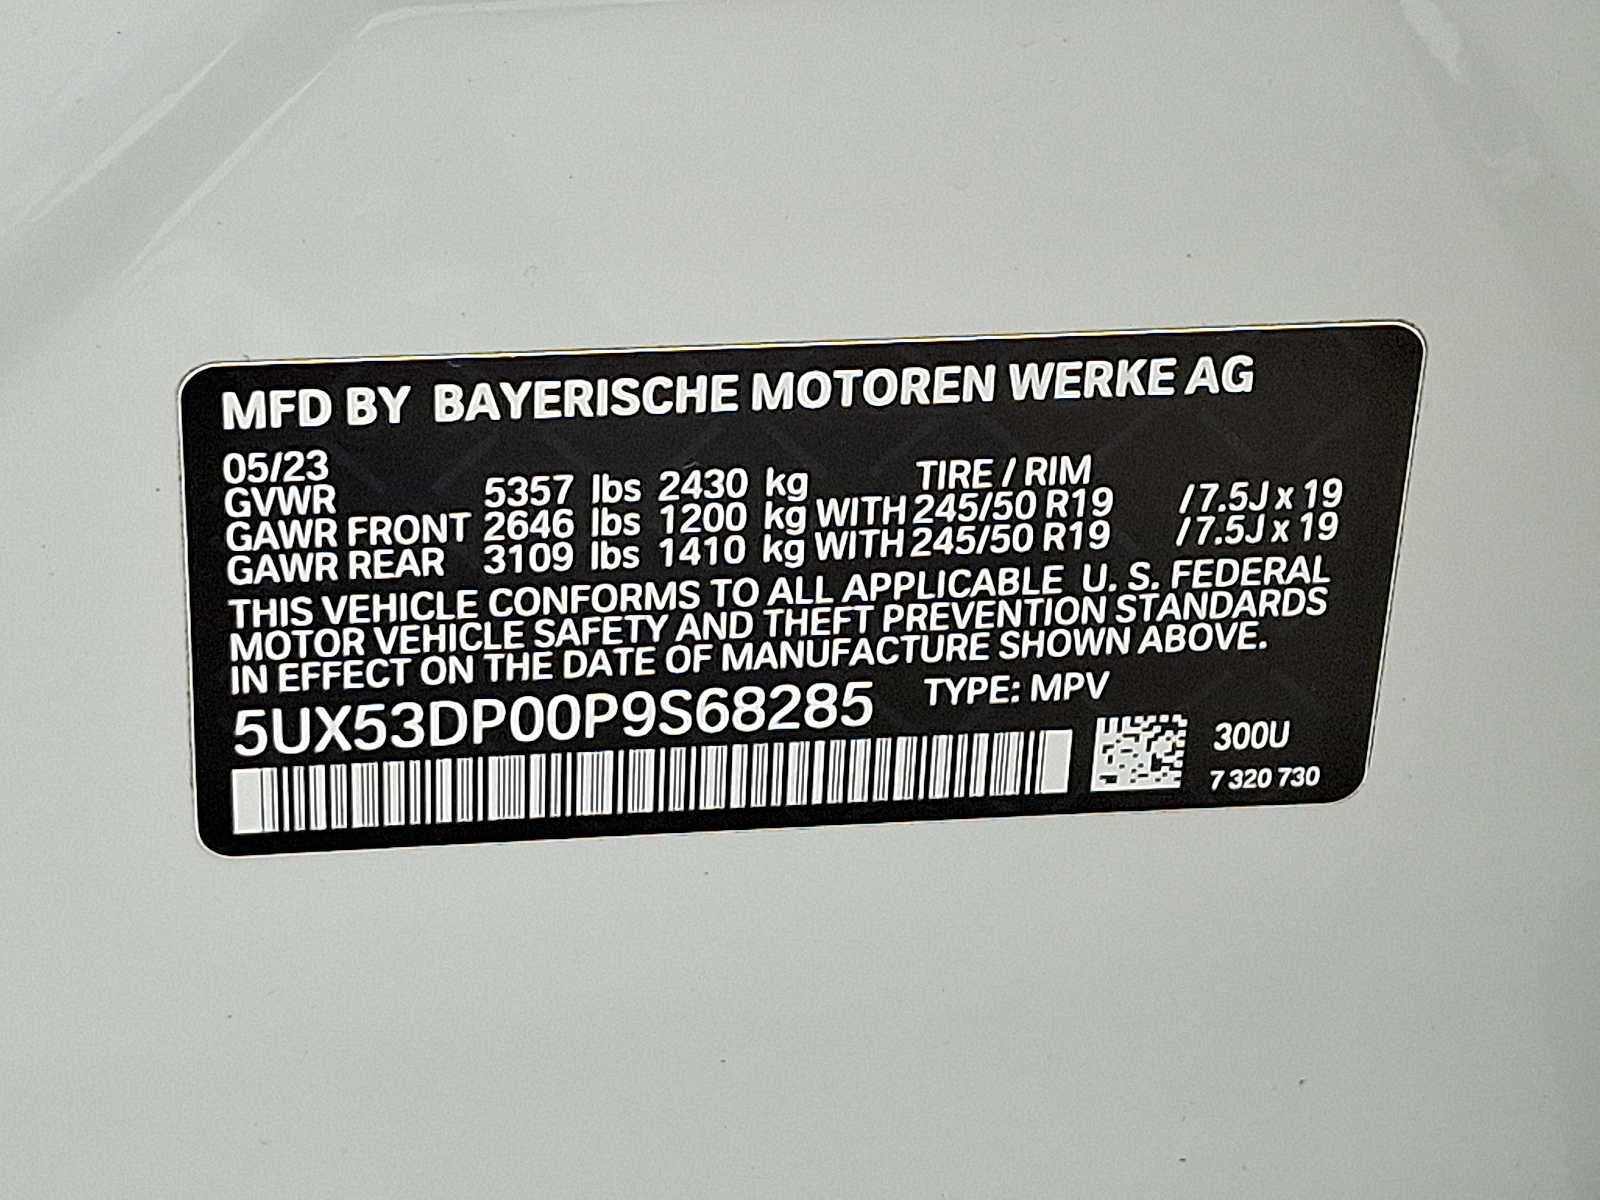 MFD BY BAYERISCHE MOTOREN WERKE AG
05/23 TIRE / RIM
GVWR 5357 lbs 2430 kg
GAWR FRONT 2646 lbs 1200 kg WITH 245/50 R19 / 7.5J x 19
GAWR REAR 3109 lbs 1410 kg WITH 245/50 R19 / 7.5J x 19
THIS VEHICLE CONFORMS TO ALL APPLICABLE U. S. FEDERAL
MOTOR VEHICLE SAFETY AND THEFT PREVENTION STANDARDS
IN EFFECT ON THE DATE OF MANUFACTURE SHOWN ABOVE.
5UX53DP00P9S68285 TYPE: MPV
300U
7 320 730